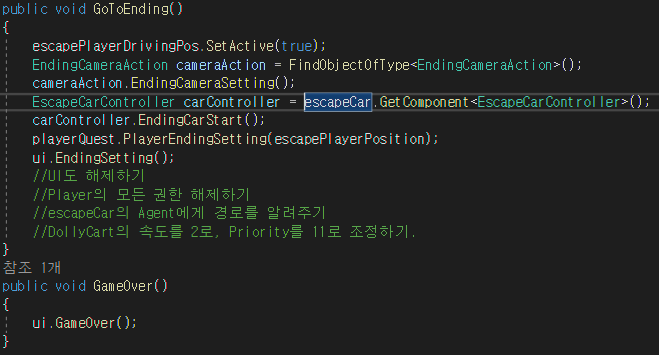 public void GoToEnding()
{
escapePlayerDrivingPos.SetActive(true);
EndingCameraAction cameraAction = FindObjectOfType<EndingCameraAction>();
cameraAction.EndingCameraSetting();
EscapeCarController carController = escapeCar.GetComponent<EscapeCarController>();
carController.EndingCarStart();
playerQuest.PlayerEndingSetting(escapePlayerPosition);
ui.EndingSetting();
//UI도 해제하기
//Player의 모든 권한 해제하기
//escapeCar의 Agent에게 경로를 알려주기
//DollyCart의 속도를 2로, Priority를 11로 조정하기.
}
참조 1개
public void GameOver()
{
ui.GameOver();
}